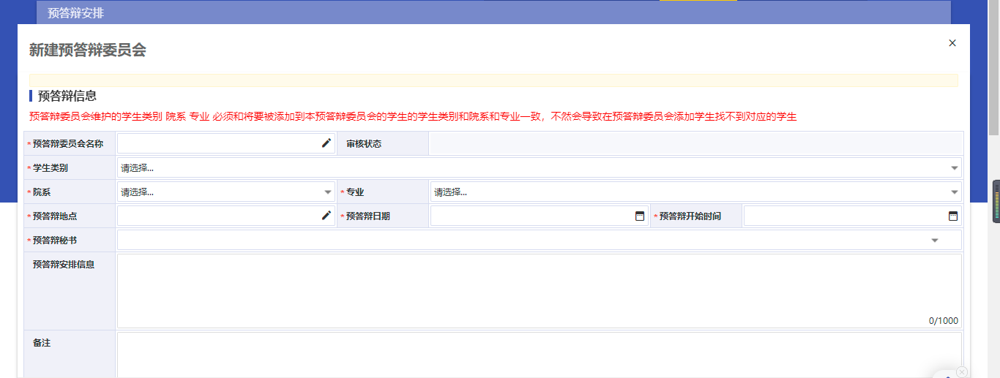 预答辩安排
新建预答辩委员会
预答辩信息
预答辩委员会维护的学生类别 院系 专业 必须和将要被添加到本预答辩委员会的学生的学生类别和院系和专业一致，不然会导致在预答辩委员会添加学生找不到对应的学生
* 预答辩委员会名称 审核状态
* 学生类别 请选择...
* 院系 请选择... * 专业 请选择...
* 预答辩地点 * 预答辩日期 * 预答辩开始时间
* 预答辩秘书
预答辩安排信息
0/1000
备注